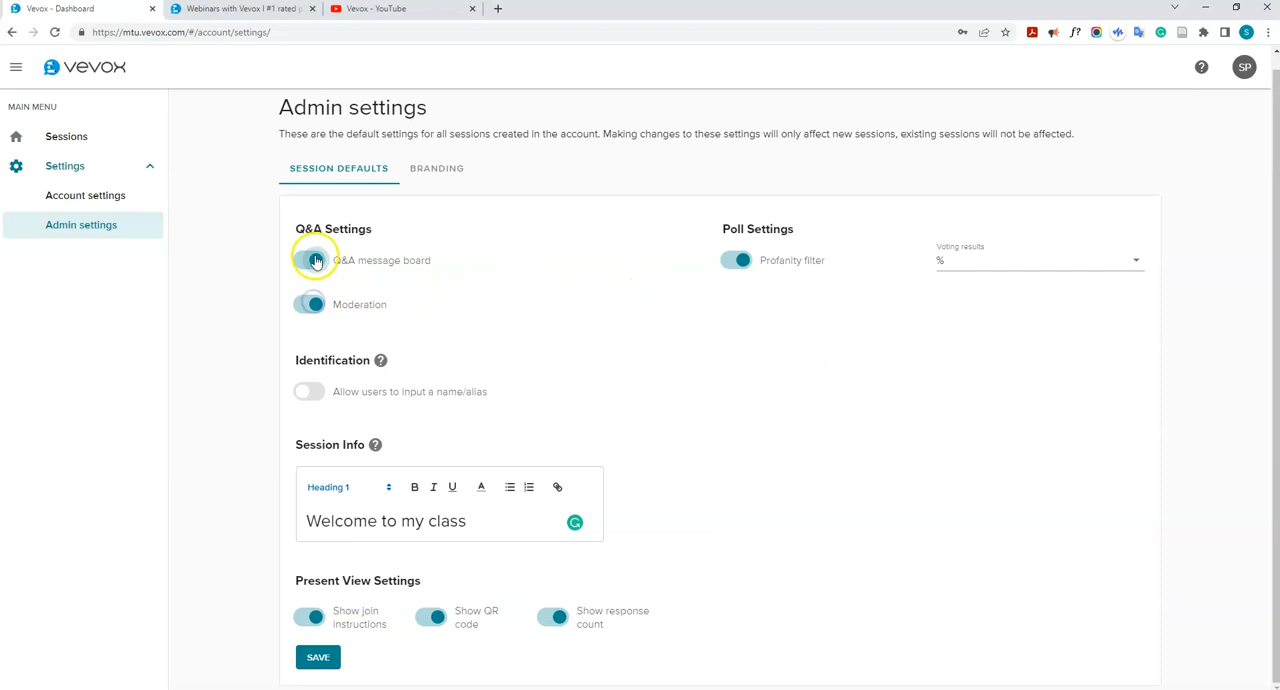 Vevox - Dashboard
Webinars with Vevox I #1 rated p
Vevox - YouTube
https://mtu.vevox.com/#/account/settings/
f?
S
vevox
SP
MAIN MENU
Sessions
Settings
Account settings
Admin settings
Admin settings
These are the default settings for all sessions created in the account. Making changes to these settings will only affect new sessions, existing sessions will not be affected.
SESSION DEFAULTS
BRANDING
Q&A Settings
Q&A message board
Moderation
Poll Settings
Profanity filter
Voting results
%
Identification
Allow users to input a name/alias
Session Info
Heading 1
B I U A
Welcome to my class
Present View Settings
Show join
instructions
Show QR
code
Show response
count
SAVE